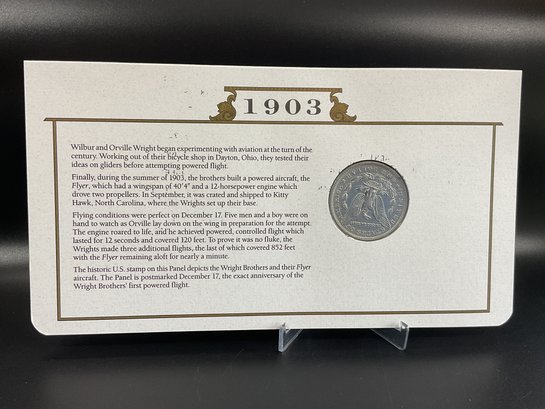 1903
Wilbur and Orville Wright began experimenting with aviation at the turn of the
century. Working out of their bicycle shop in Dayton, Ohio, they tested their
ideas on gliders before attempting powered flight.
Finally, during the summer of 1903, the brothers built a powered aircraft, the
Flyer, which had a wingspan of 40'4" and a 12-horsepower engine which
drove two propellers. In September, it was crated and shipped to Kitty
Hawk, North Carolina, where the Wrights set up their base.
Flying conditions were perfect on December 17. Five men and a boy were on
hand to watch as Orville lay down on the wing in preparation for the attempt.
The engine roared to life, and he achieved powered, controlled flight which
lasted for 12 seconds and covered 120 feet. To prove it was no fluke, the
Wrights made three additional flights, the last of which covered 852 feet
with the Flyer remaining aloft for nearly a minute.
The historic U.S. stamp on this Panel depicts the Wright Brothers and their Flyer
aircraft. The Panel is postmarked December 17, the exact anniversary of the
Wright Brothers' first powered flight.